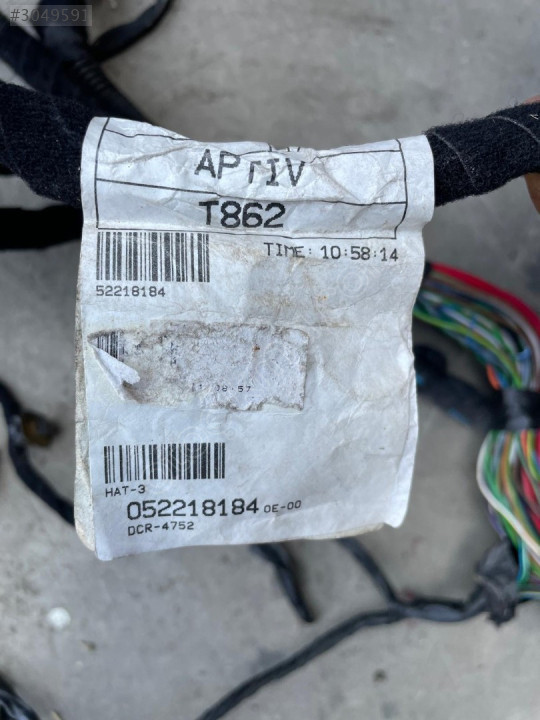 #3049591
APTIV
T862
TIME: 10:58:14
52218184
HAT-3
052218184 0E-00
DCR-4752